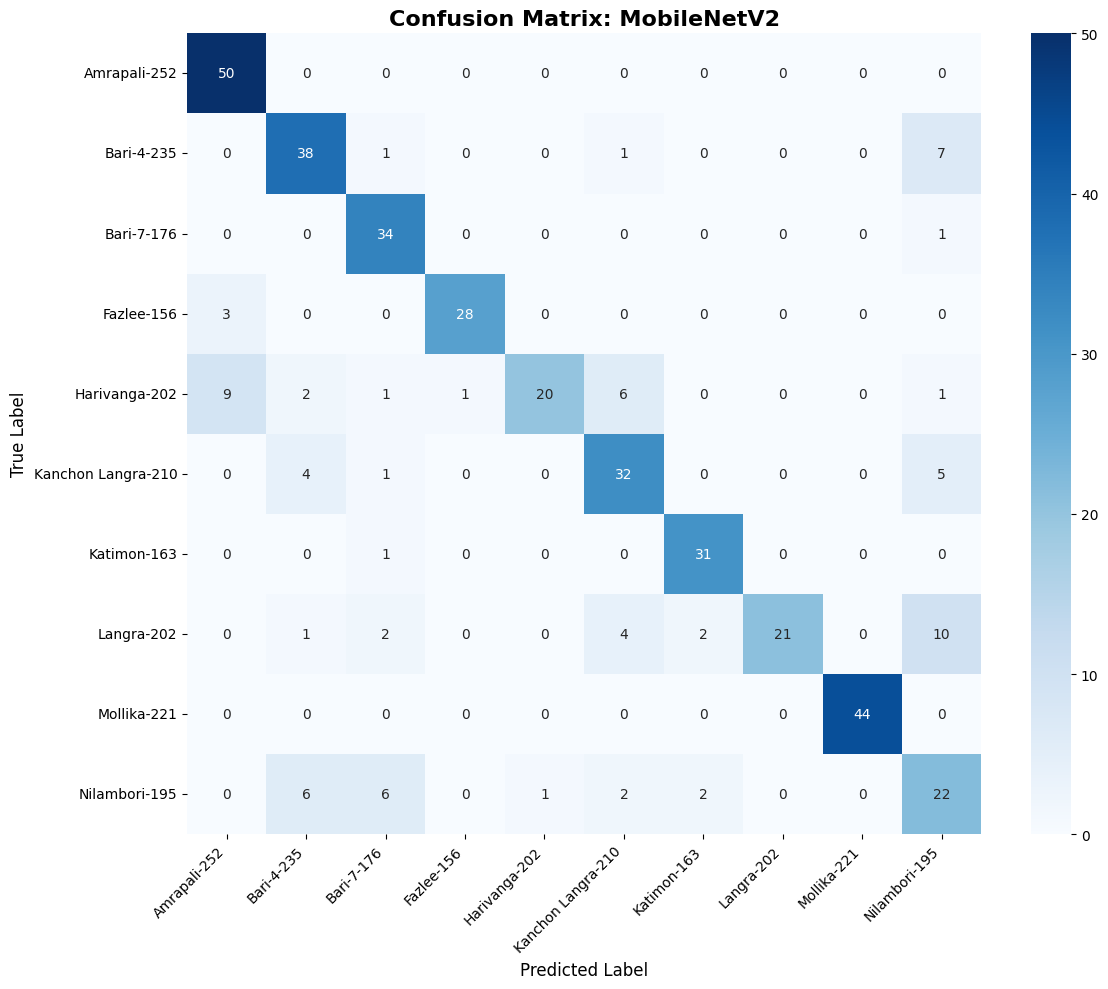 Confusion Matrix: MobileNetV2
True Label
Amrapali-252 50 0 0 0 0 0 0 0 0 0
Bari-4-235 0 38 1 0 0 1 0 0 0 7
Bari-7-176 0 0 34 0 0 0 0 0 0 1
Fazlee-156 3 0 0 28 0 0 0 0 0 0
Harivanga-202 9 2 1 1 20 6 0 0 0 1
Kanchon Langra-210 0 4 1 0 0 32 0 0 0 5
Katimon-163 0 0 1 0 0 0 31 0 0 0
Langra-202 0 1 2 0 0 4 2 21 0 10
Mollika-221 0 0 0 0 0 0 0 0 44 0
Nilambori-195 0 6 6 0 1 2 2 0 0 22
Amrapali-252
Bari-4-235
Bari-7-176
Fazlee-156
Harivanga-202
Kanchon Langra-210
Katimon-163
Langra-202
Mollika-221
Nilambori-195
Predicted Label
50
40
30
20
10
0